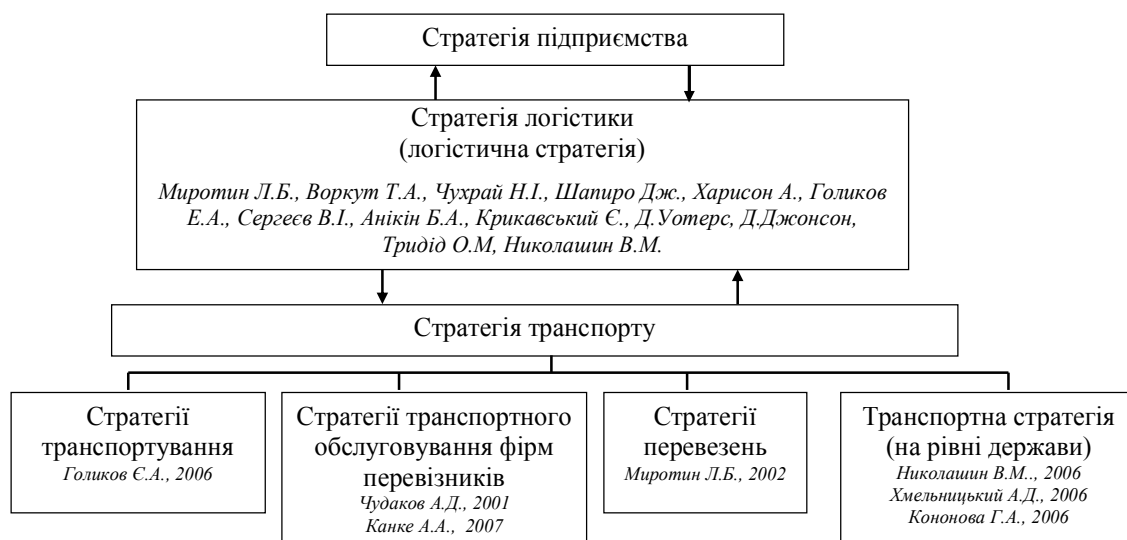 Стратегія підприємства
Стратегія логістики
(логістична стратегія)
Миротин Л.Б., Воркут Т.А., Чухрай Н.І., Шапиро Дж., Харисон А., Голиков
Е.А., Сергеєв В.І., Анікін Б.А., Крикавський Є., Д.Уотерс, Д.Джонсон,
Тридід О.М, Николашин В.М.
Стратегія транспорту
Стратегії
транспортування
Голиков Є.А., 2006
Стратегії транспортного
обслуговування фірм
перевізників
Чудаков А.Д., 2001
Канке А.А., 2007
Стратегії
перевезень
Миротин Л.Б., 2002
Транспортна стратегія
(на рівні держави)
Николашин В.М.., 2006
Хмельницький А.Д., 2006
Кононова Г.А., 2006